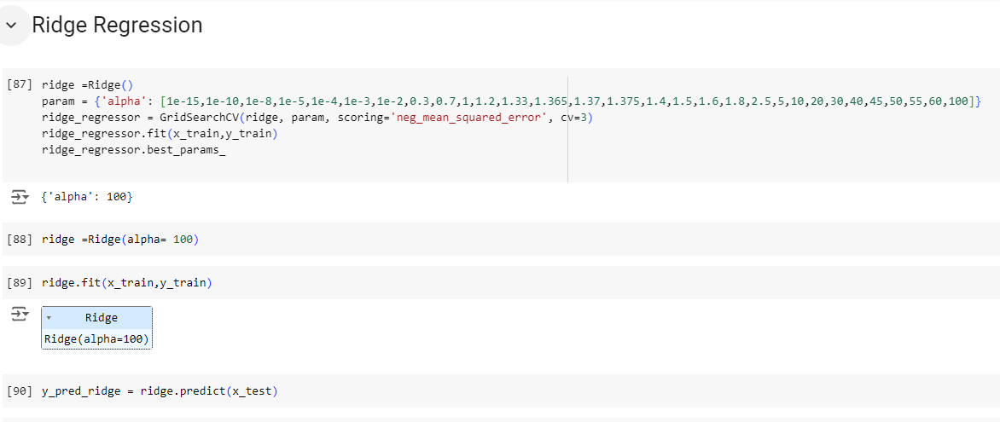 Ridge Regression
[87] ridge =Ridge()
param = {'alpha': [1e-15,1e-10,1e-8,1e-5,1e-4,1e-3,1e-2,0.3,0.7,1,1.2,1.33,1.365,1.37,1.375,1.4,1.5,1.6,1.8,2.5,5,10,20,30,40,45,50,55,60,100]}
ridge_regressor = GridSearchCV(ridge, param, scoring='neg_mean_squared_error', cv=3)
ridge_regressor.fit(x_train,y_train)
ridge_regressor.best_params_
{'alpha': 100}
[88] ridge =Ridge(alpha= 100)
[89] ridge.fit(x_train,y_train)
Ridge
Ridge(alpha=100)
[90] y_pred_ridge = ridge.predict(x_test)